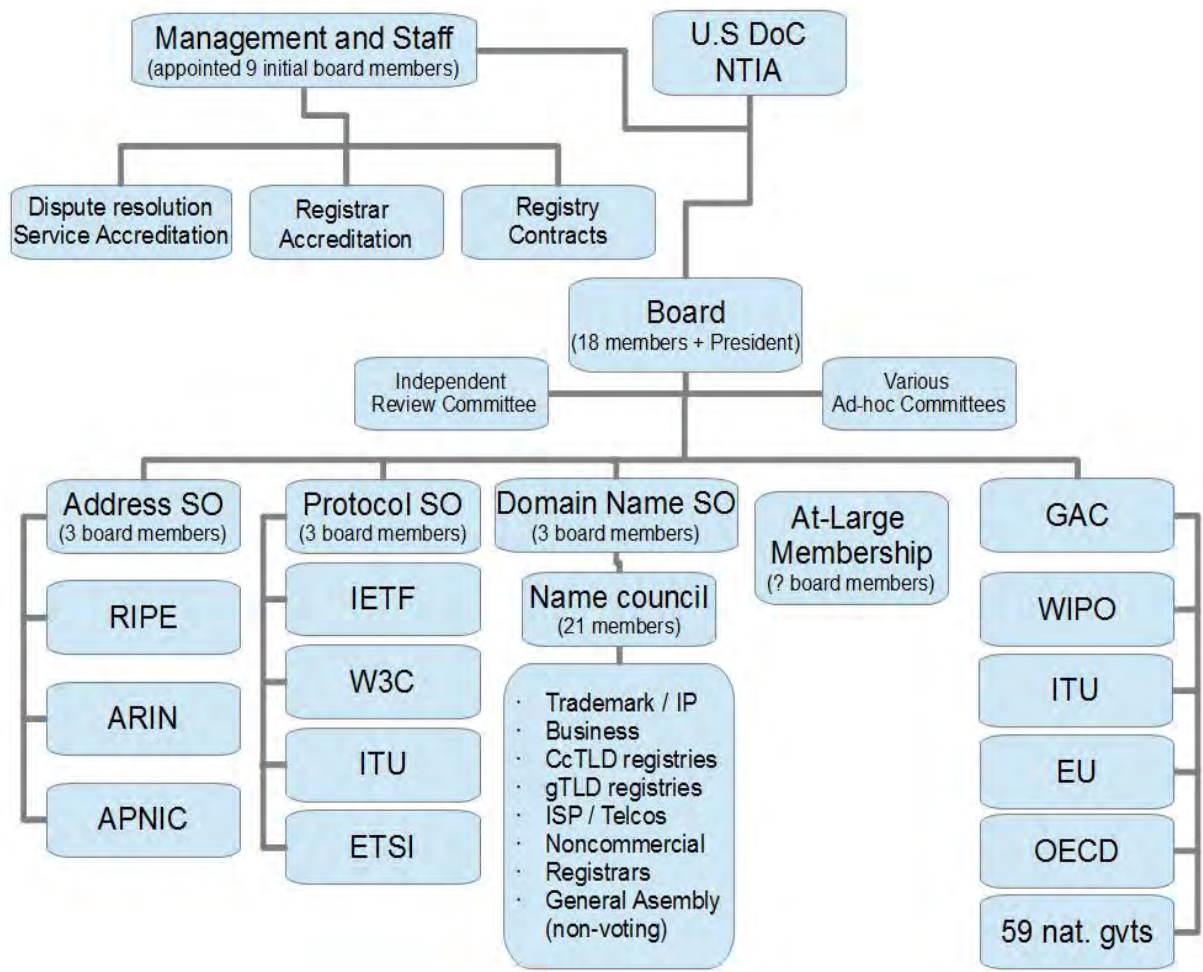 Management and Staff
(appointed 9 initial board members)
U.S DoC
NTIA
Dispute resolution
Service Accreditation
Registrar
Accreditation
Registry
Contracts
Board
(18 members + President)
Independent
Review Committee
Various
Ad-hoc Committees
Address SO
(3 board members)
RIPE
ARIN
APNIC
Protocol SO
(3 board members)
IETF
W3C
ITU
ETSI
Domain Name SO
(3 board members)
Name council
(21 members)
· Trademark / IP
· Business
· CcTLD registries
· gTLD registries
· ISP / Telcos
· Noncommercial
· Registrars
· General Asembly
(non-voting)
At-Large
Membership
(? board members)
GAC
WIPO
ITU
EU
OECD
59 nat. gvts